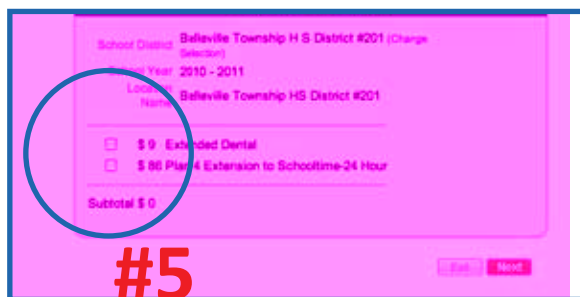 School District Belleville Township H S District #201 (Change
Selection)
School Year 2010 - 2011
Location
Name Belleville Township HS District #201
$ 9 Extended Dental
$ 86 Plan 4 Extension to Schooltime-24 Hour
Subtotal $ 0
Exit Next
#5